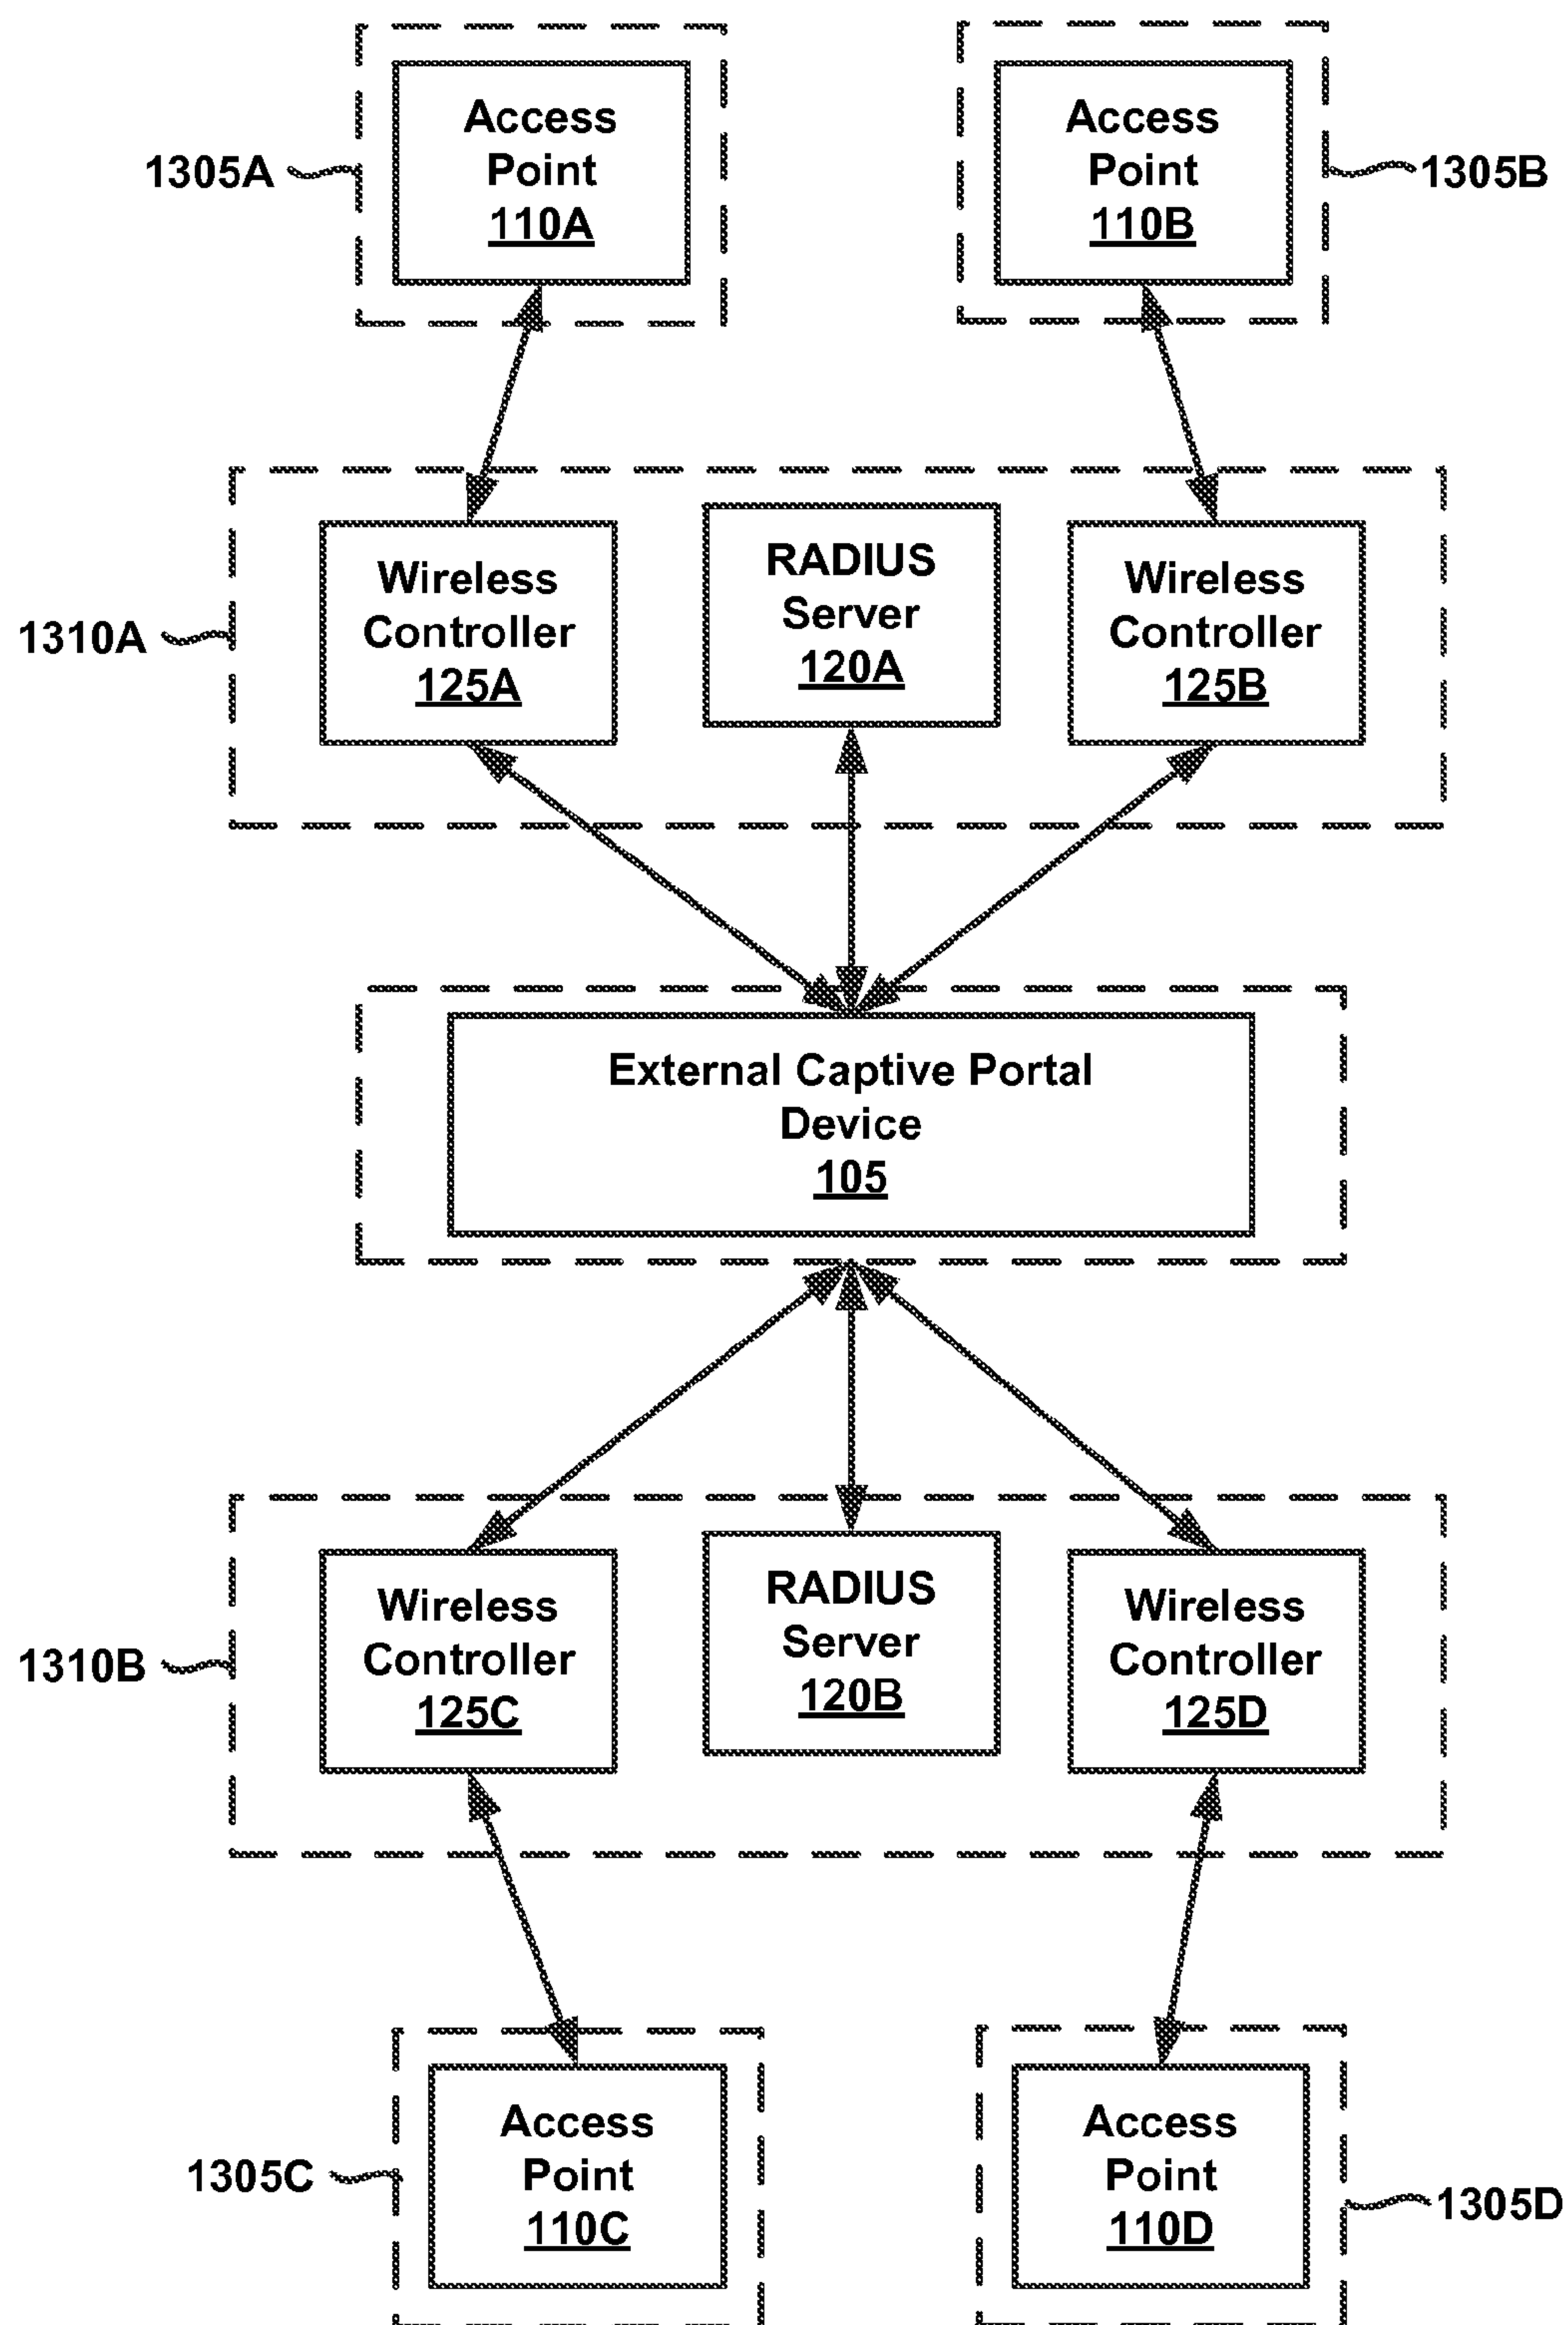 Access
Point
110A
Access
Point
110B
1305A
1305B
Wireless
Controller
125A
RADIUS
Server
120A
Wireless
Controller
125B
1310A
External Captive Portal
Device
105
Wireless
Controller
125C
RADIUS
Server
120B
Wireless
Controller
125D
1310B
Access
Point
110C
Access
Point
110D
1305C
1305D